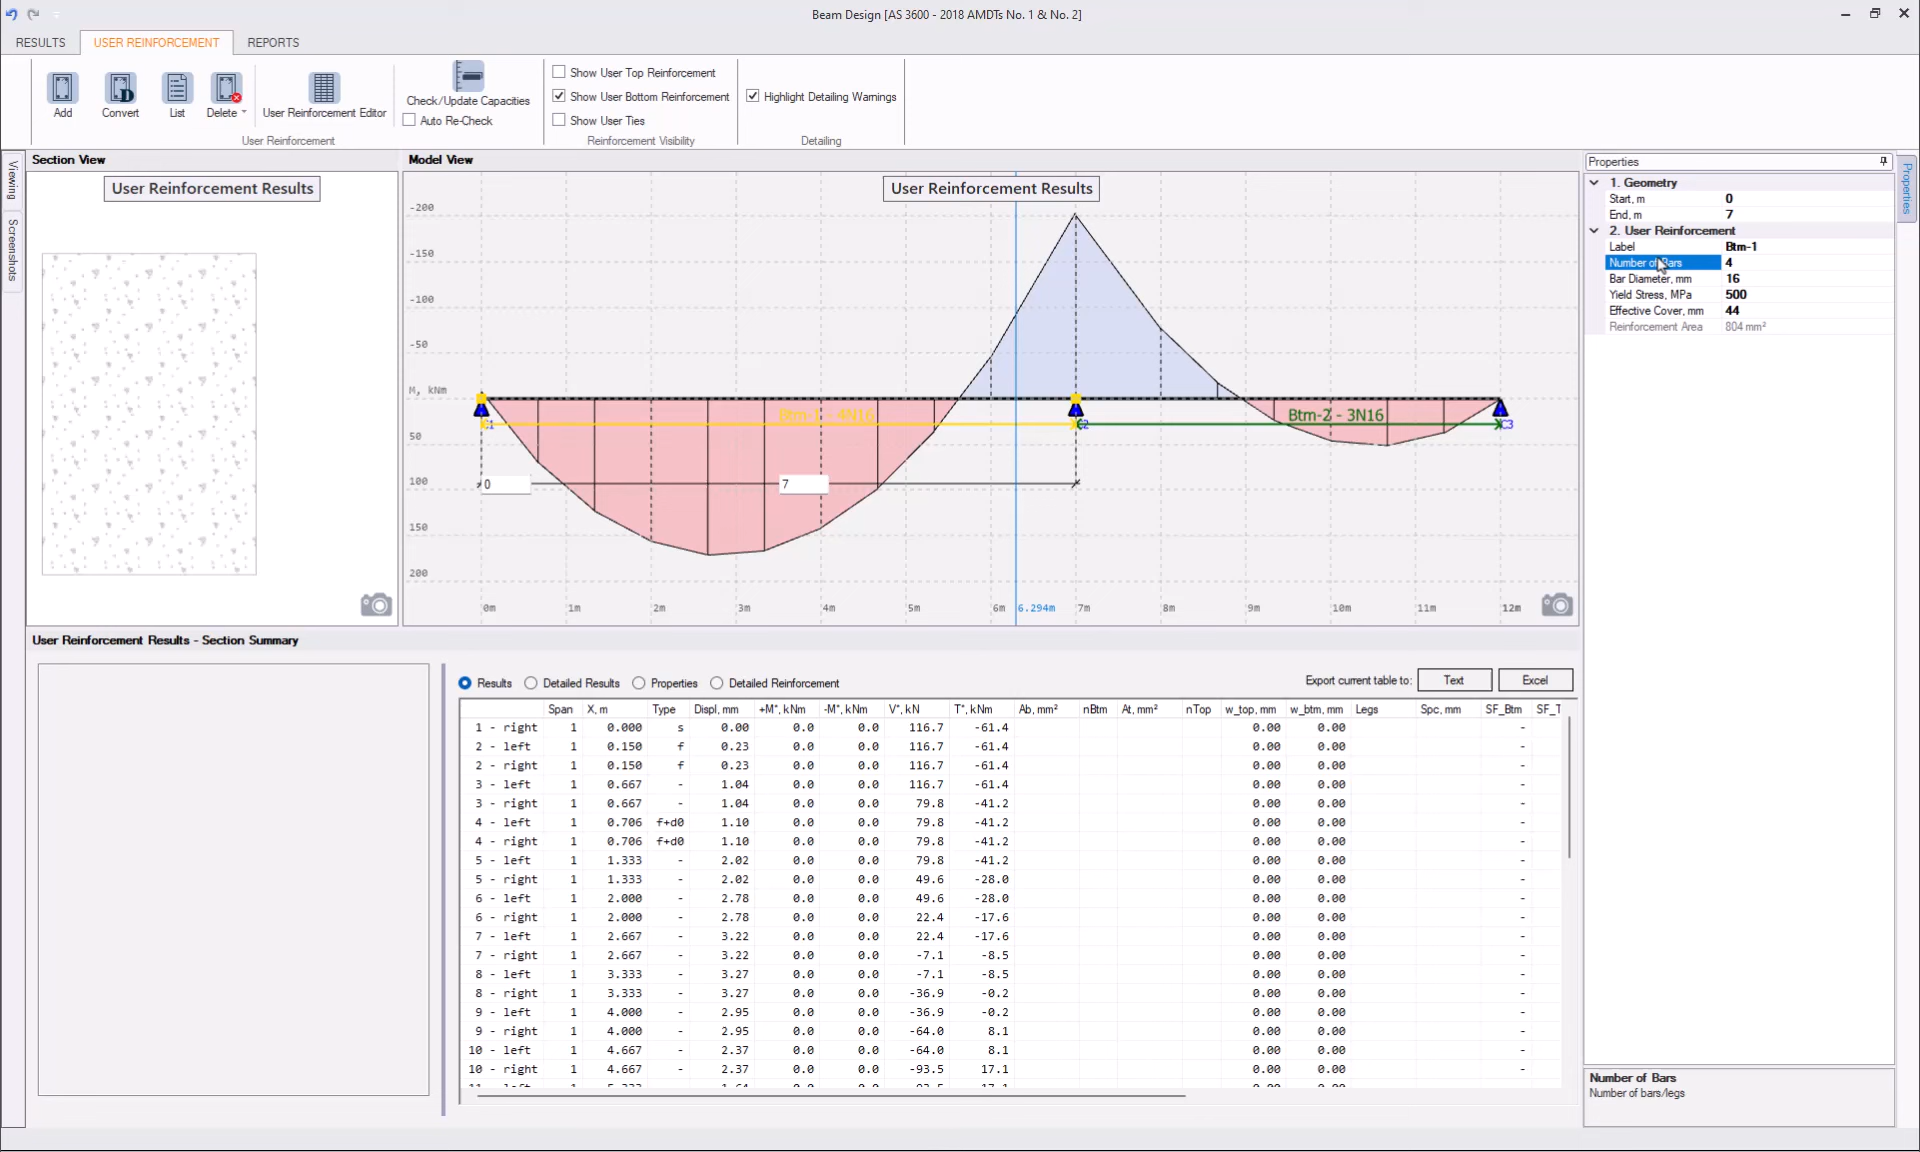 Beam Design [AS 3600 - 2018 AMDTs No. 1 & No. 2]
RESULTS USER REINFORCEMENT REPORTS
Add Convert List Delete User Reinforcement Editor
User Reinforcement
Check/Update Capacities
Auto Re-Check
Show User Top Reinforcement
Show User Bottom Reinforcement
Show User Ties
Reinforcement Visibility
Highlight Detailing Warnings
Detailing
Viewing
Screenshots
Section View
User Reinforcement Results
Model View
User Reinforcement Results
-200
-150
-100
-50
M, kNm
50
100
150
200
Btm-1 - 4N16
Btm-2 - 3N16
C3
0 7
0m 1m 2m 3m 4m 5m 6m 6.294m 7m 8m 9m 10m 11m 12m
Properties
1. Geometry
Start, m 0
End, m 7
2. User Reinforcement
Label Btm-1
Number of Bars 4
Bar Diameter, mm 16
Yield Stress, MPa 500
Effective Cover, mm 44
Reinforcement Area 804 mm²
Properties
User Reinforcement Results - Section Summary
Results Detailed Results Properties Detailed Reinforcement
Export current table to: Text Excel
Span X, m Type Displ, mm +M*, kNm -M*, kNm V*, kN T*, kNm Ab, mm² nBtm At, mm² nTop w_top, mm w_btm, mm Legs Spc, mm SF_Btm SF_T
1 - right 1 0.000 s 0.00 0.0 0.0 116.7 -61.4 0.00 0.00 -
2 - left 1 0.150 f 0.23 0.0 0.0 116.7 -61.4 0.00 0.00 -
2 - right 1 0.150 f 0.23 0.0 0.0 116.7 -61.4 0.00 0.00 -
3 - left 1 0.667 - 1.04 0.0 0.0 116.7 -61.4 0.00 0.00 -
3 - right 1 0.667 - 1.04 0.0 0.0 79.8 -41.2 0.00 0.00 -
4 - left 1 0.706 f+d0 1.10 0.0 0.0 79.8 -41.2 0.00 0.00 -
4 - right 1 0.706 f+d0 1.10 0.0 0.0 79.8 -41.2 0.00 0.00 -
5 - left 1 1.333 - 2.02 0.0 0.0 79.8 -41.2 0.00 0.00 -
5 - right 1 1.333 - 2.02 0.0 0.0 49.6 -28.0 0.00 0.00 -
6 - left 1 2.000 - 2.78 0.0 0.0 49.6 -28.0 0.00 0.00 -
6 - right 1 2.000 - 2.78 0.0 0.0 22.4 -17.6 0.00 0.00 -
7 - left 1 2.667 - 3.22 0.0 0.0 22.4 -17.6 0.00 0.00 -
7 - right 1 2.667 - 3.22 0.0 0.0 -7.1 -8.5 0.00 0.00 -
8 - left 1 3.333 - 3.27 0.0 0.0 -7.1 -8.5 0.00 0.00 -
8 - right 1 3.333 - 3.27 0.0 0.0 -36.9 -0.2 0.00 0.00 -
9 - left 1 4.000 - 2.95 0.0 0.0 -36.9 -0.2 0.00 0.00 -
9 - right 1 4.000 - 2.95 0.0 0.0 -64.0 8.1 0.00 0.00 -
10 - left 1 4.667 - 2.37 0.0 0.0 -64.0 8.1 0.00 0.00 -
10 - right 1 4.667 - 2.37 0.0 0.0 -93.5 17.1 0.00 0.00 -
Number of Bars
Number of bars/legs